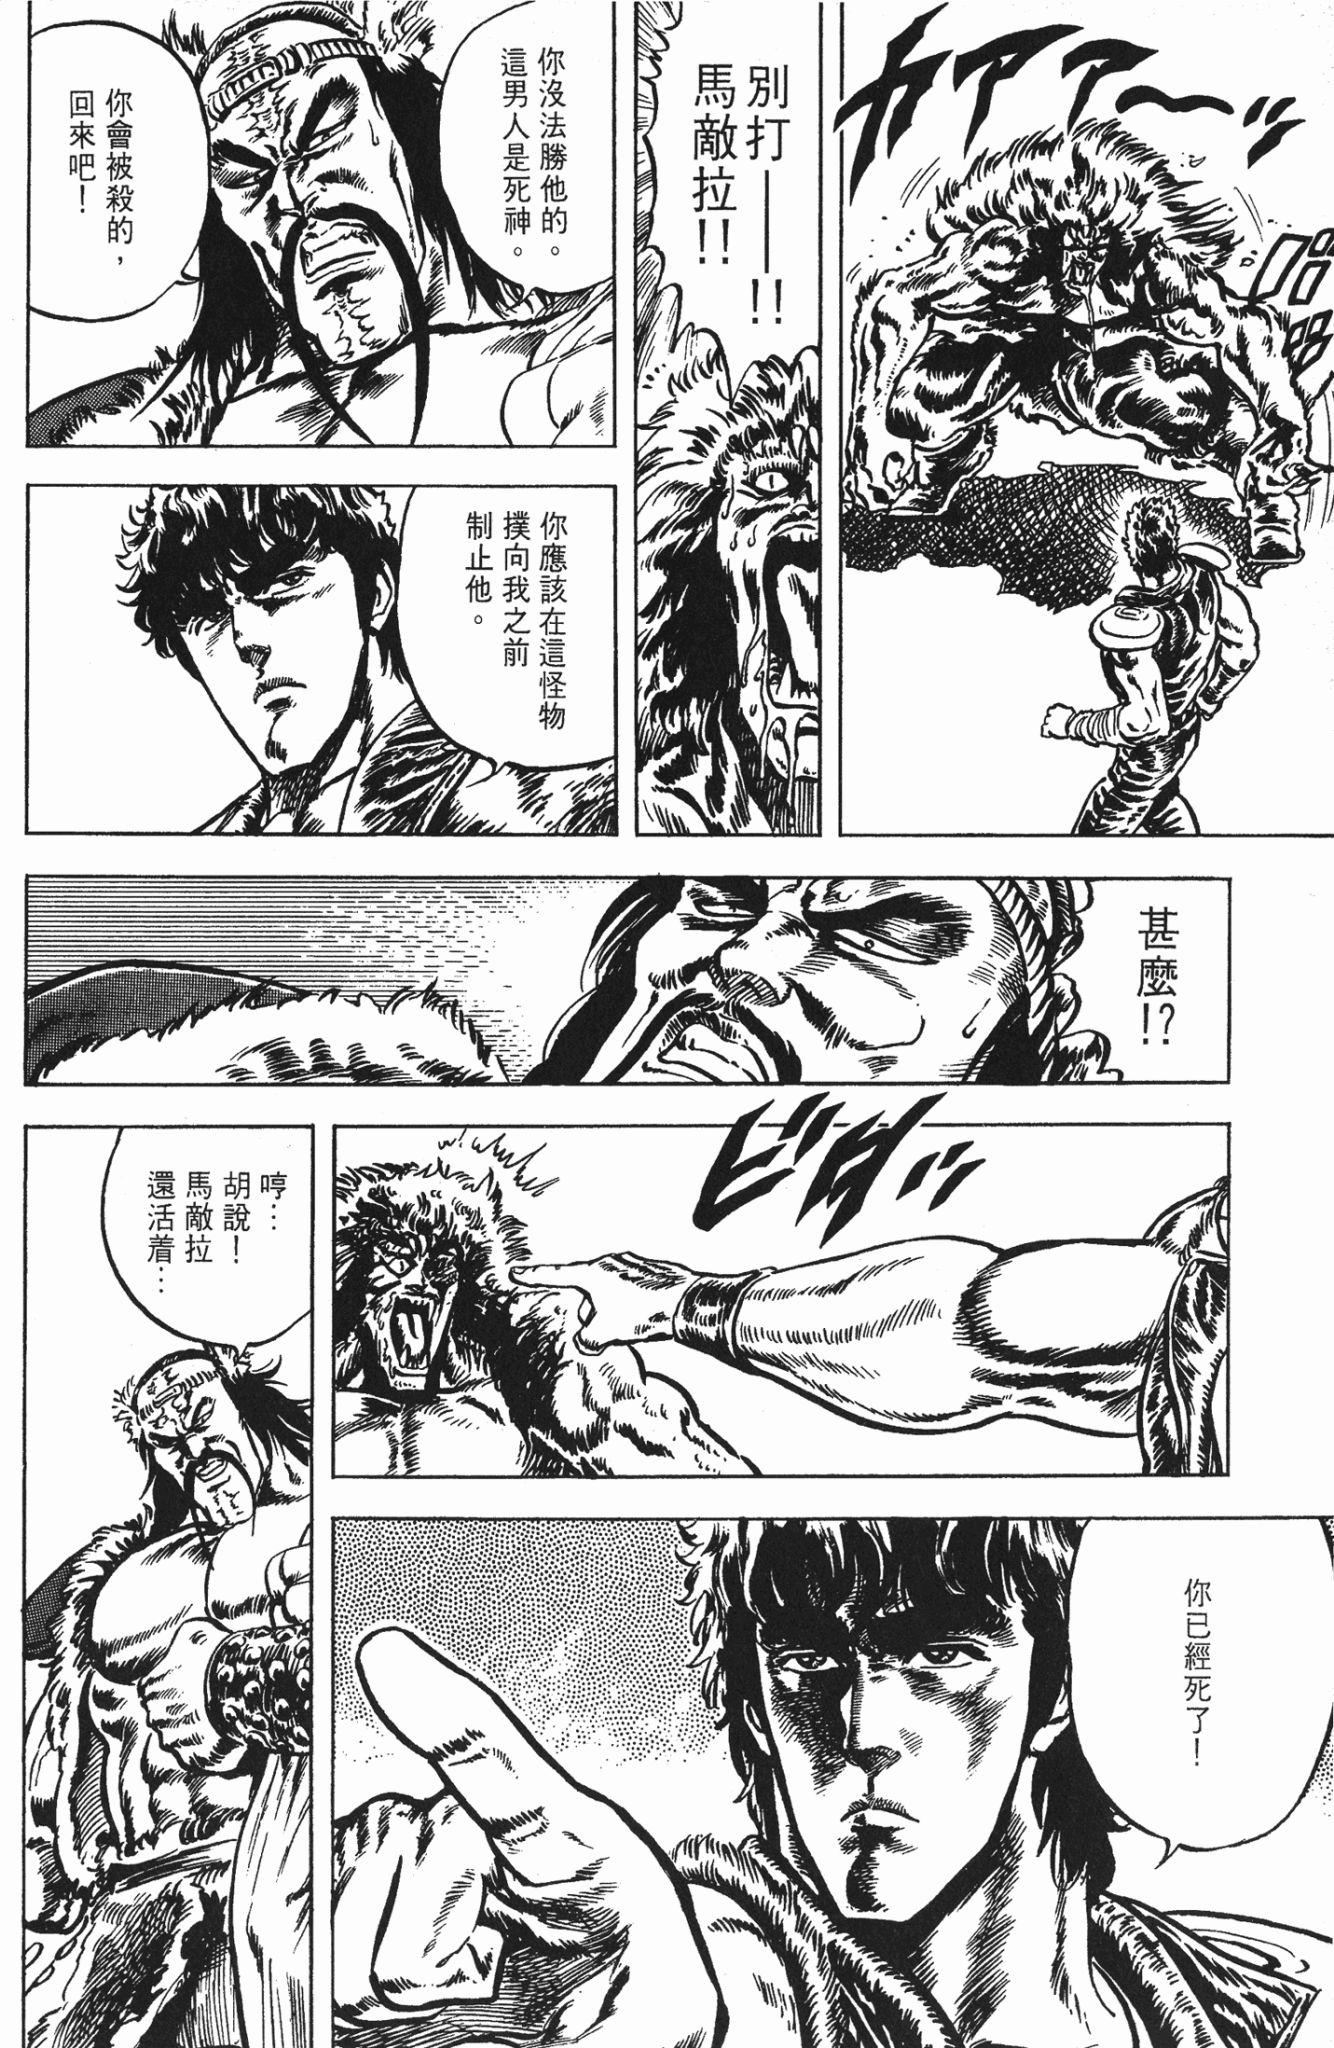 カアアーッ
別打——!!
馬敵拉!!
你沒法勝他的。
這男人是死神。
你會被殺的，
回來吧！
你應該在這怪物
撲向我之前
制止他。
甚麼!?
ビダッ
哼…
胡說！
馬敵拉
還活着…
你已經死了！